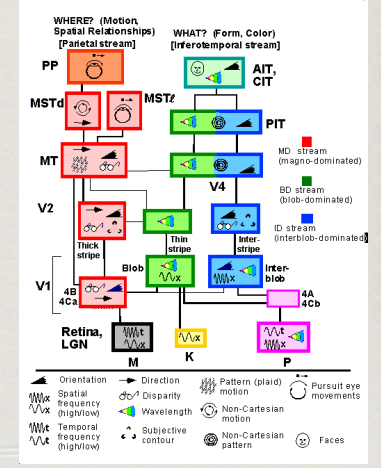 WHERE? (Motion, Spatial Relationships)
[Parietal stream]
WHAT? (Form, Color)
[Inferotemporal stream]
PP
AIT, CIT
MSTd
MSTℓ
PIT
MT
V4
MD stream
(magno-dominated)
BD stream
(blob-dominated)
ID stream
(interblob-dominated)
V2
Thick stripe
Thin stripe
Inter-stripe
V1
4B
4Ca
Blob
Inter-blob
4A
4Cb
Retina, LGN
M
K
P
Orientation
Direction
Pattern (plaid) motion
Pursuit eye movements
Spatial frequency (high/low)
Disparity
Wavelength
Non-Cartesian motion
Temporal frequency (high/low)
Subjective contour
Non-Cartesian pattern
Faces